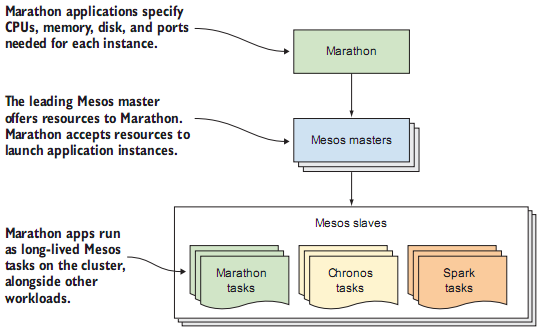 Marathon applications specify
CPUs, memory, disk, and ports
needed for each instance.
Marathon
The leading Mesos master
offers resources to Marathon.
Marathon accepts resources to
launch application instances.
Mesos masters
Mesos slaves
Marathon apps run
as long-lived Mesos
tasks on the cluster,
alongside other
workloads.
Marathon
tasks
Chronos
tasks
Spark
tasks